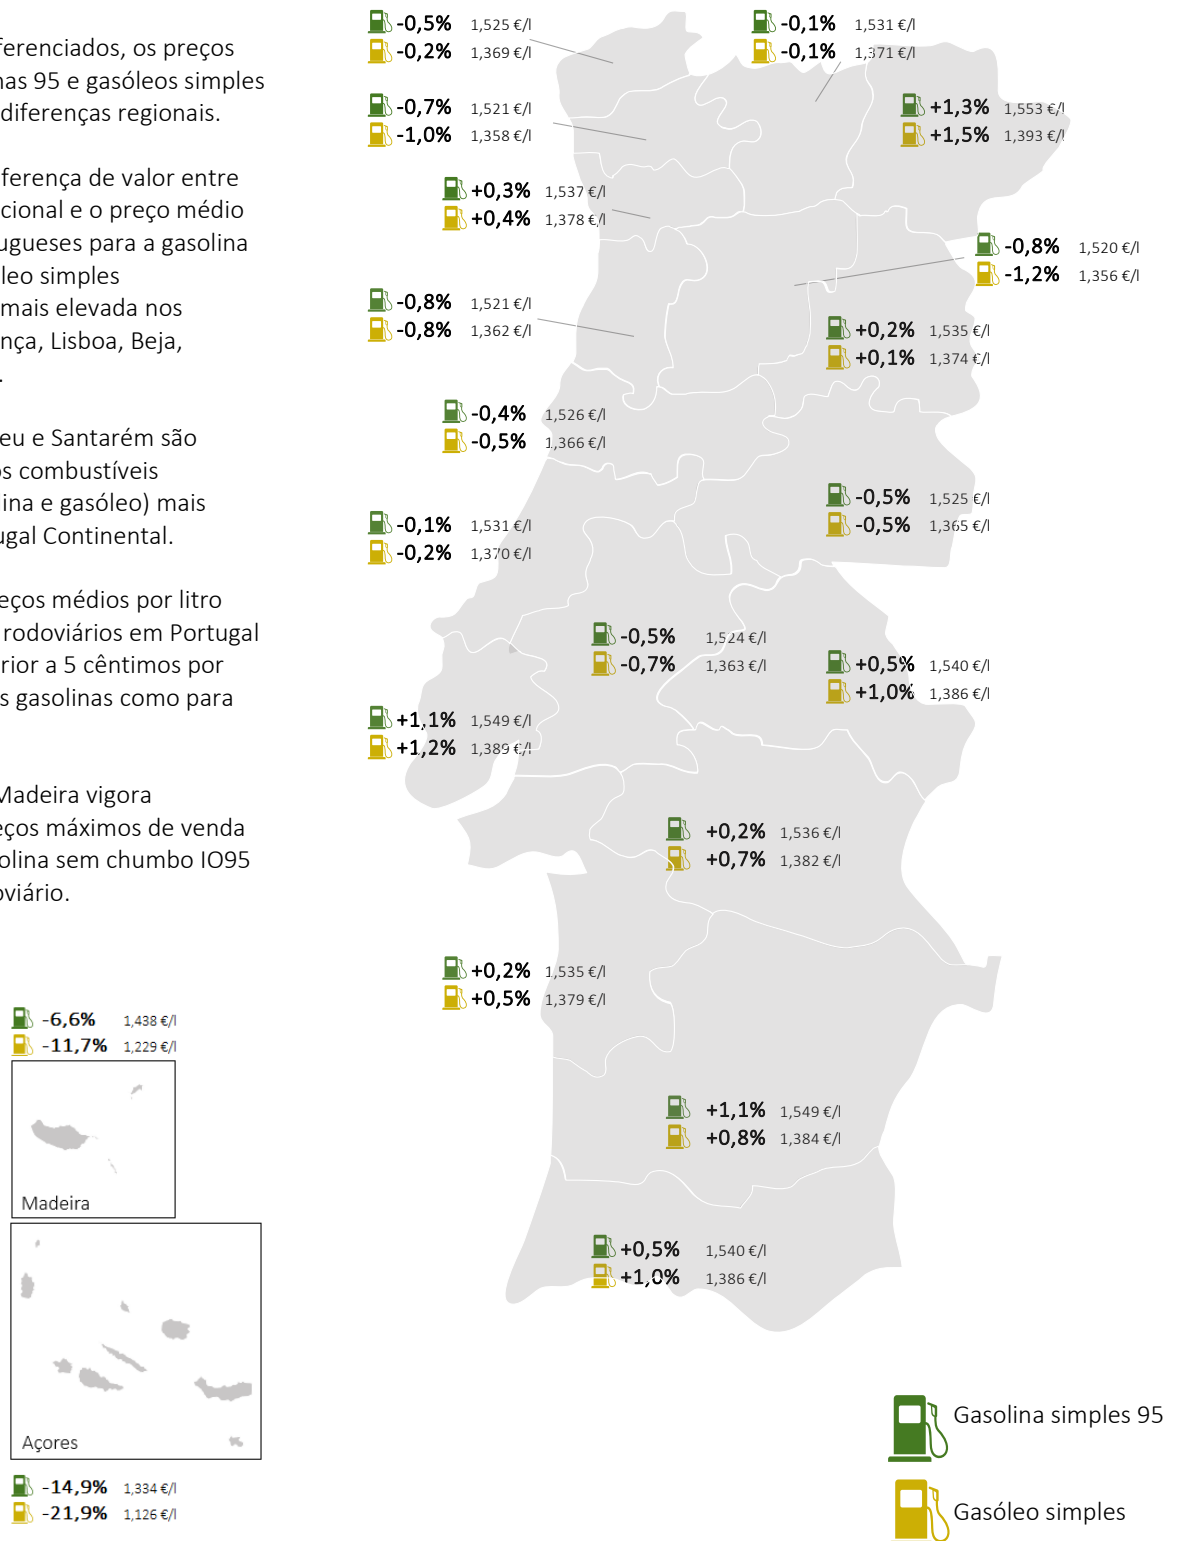 ferenciados, os preços
nas 95 e gasóleos simples
diferenças regionais.
ferença de valor entre
cional e o preço médio
tugueses para a gasolina
leo simples
mais elevada nos
nça, Lisboa, Beja,
.
eu e Santarém são
os combustíveis
lina e gasóleo) mais
ugal Continental.
eços médios por litro
rodoviários em Portugal
rior a 5 cêntimos por
s gasolinas como para
Madeira vigora
eços máximos de venda
olina sem chumbo IO95
oviário.
-0,5% 1,525 €/l
-0,2% 1,369 €/l
-0,1% 1,531 €/l
-0,1% 1,371 €/l
-0,7% 1,521 €/l
-1,0% 1,358 €/l
+1,3% 1,553 €/l
+1,5% 1,393 €/l
+0,3% 1,537 €/l
+0,4% 1,378 €/l
-0,8% 1,520 €/l
-1,2% 1,356 €/l
-0,8% 1,521 €/l
-0,8% 1,362 €/l
+0,2% 1,535 €/l
+0,1% 1,374 €/l
-0,4% 1,526 €/l
-0,5% 1,366 €/l
-0,5% 1,525 €/l
-0,5% 1,365 €/l
-0,1% 1,531 €/l
-0,2% 1,370 €/l
-0,5% 1,524 €/l
-0,7% 1,363 €/l
+0,5% 1,540 €/l
+1,0% 1,386 €/l
+1,1% 1,549 €/l
+1,2% 1,389 €/l
+0,2% 1,536 €/l
+0,7% 1,382 €/l
+0,2% 1,535 €/l
+0,5% 1,379 €/l
+1,1% 1,549 €/l
+0,8% 1,384 €/l
+0,5% 1,540 €/l
+1,0% 1,386 €/l
-6,6% 1,438 €/l
-11,7% 1,229 €/l
Madeira
Açores
-14,9% 1,334 €/l
-21,9% 1,126 €/l
Gasolina simples 95
Gasóleo simples